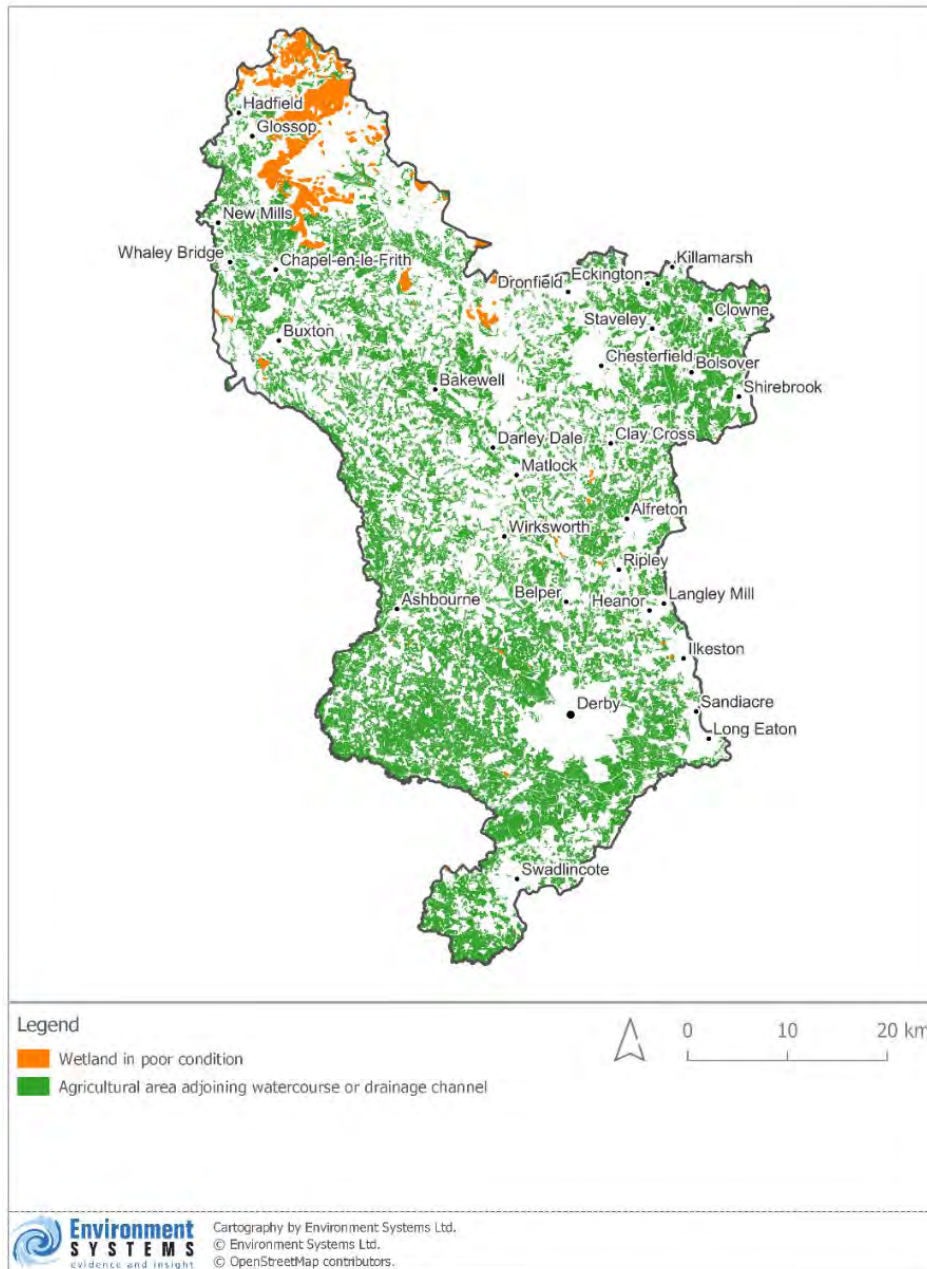 Hadfield
Glossop
New Mills
Whaley Bridge
Chapel-en-le-Frith
Killamarsh
Eckington
Dronfield
Clowne
Staveley
Buxton
Chesterfield
Bolsover
Shirebrook
Bakewell
Darley Dale
Clay Cross
Matlock
Alfreton
Wirksworth
Ripley
Belper
Langley Mill
Heanor
Ashbourne
Ilkeston
Derby
Sandiacre
Long Eaton
Swadlincote
Legend
0 10 20 km
Wetland in poor condition
Agricultural area adjoining watercourse or drainage channel
Environment
SYSTEMS
evidence and insight
Cartography by Environment Systems Ltd.
© Environment Systems Ltd.
© OpenStreetMap contributors.